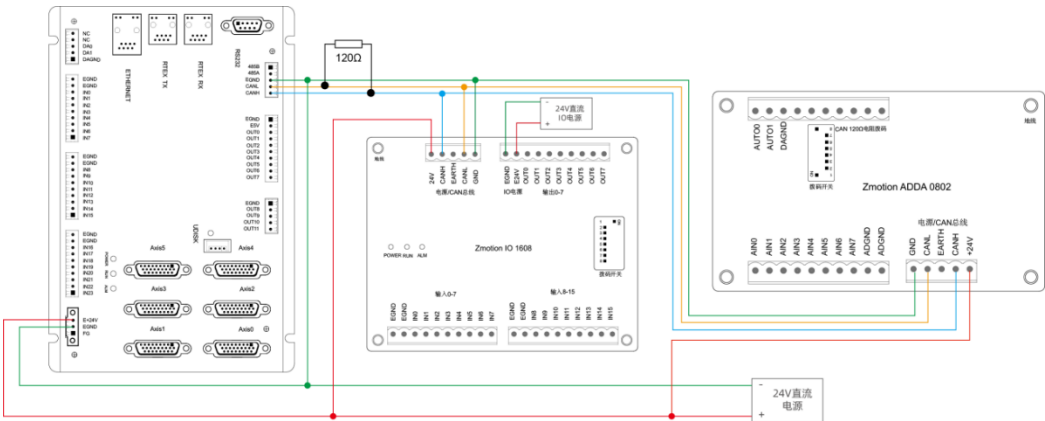 NC
NC
DA0
DA1
DAGND
ETHERNET
RTEX TX
RTEX RX
RS232
485B
485A
EGND
CANL
CANH
120Ω
EGND
IN0
IN1
IN2
IN3
IN4
IN5
IN6
IN7
EGND
E5V
OUT0
OUT1
OUT2
OUT3
OUT4
OUT5
OUT6
OUT7
EGND
EGND
IN8
IN9
IN10
IN11
IN12
IN13
IN14
IN15
EGND
OUT8
OUT9
OUT10
OUT11
UDISK
EGND
EGND
IN16
IN17
IN18
IN19
IN20
IN21
IN22
IN23
POWER
RUN
ALM
Axis5
Axis4
Axis3
Axis2
Axis1
Axis0
E+24V
EGND
FG
地线
24V
CANH
EARTH
CANL
GND
电源/CAN总线
24V直流
IO电源
-
+
EGND
E24V
OUT0
OUT1
OUT2
OUT3
OUT4
OUT5
OUT6
OUT7
IO电源
输出0-7
Zmotion IO 1608
POWER RUN ALM
ON
拨码开关
输入0-7
输入8-15
EGND
EGND
IN0
IN1
IN2
IN3
IN4
IN5
IN6
IN7
EGND
EGND
IN8
IN9
IN10
IN11
IN12
IN13
IN14
IN15
地线
AUTO0
AUTO1
DAGND
CAN 120Ω电阻拨码
ON
拨码开关
Zmotion ADDA 0802
AIN0
AIN1
AIN2
AIN3
AIN4
AIN5
AIN6
AIN7
ADGND
ADGND
电源/CAN总线
GND
CANL
EARTH
CANH
+24V
-
24V直流
电源
+